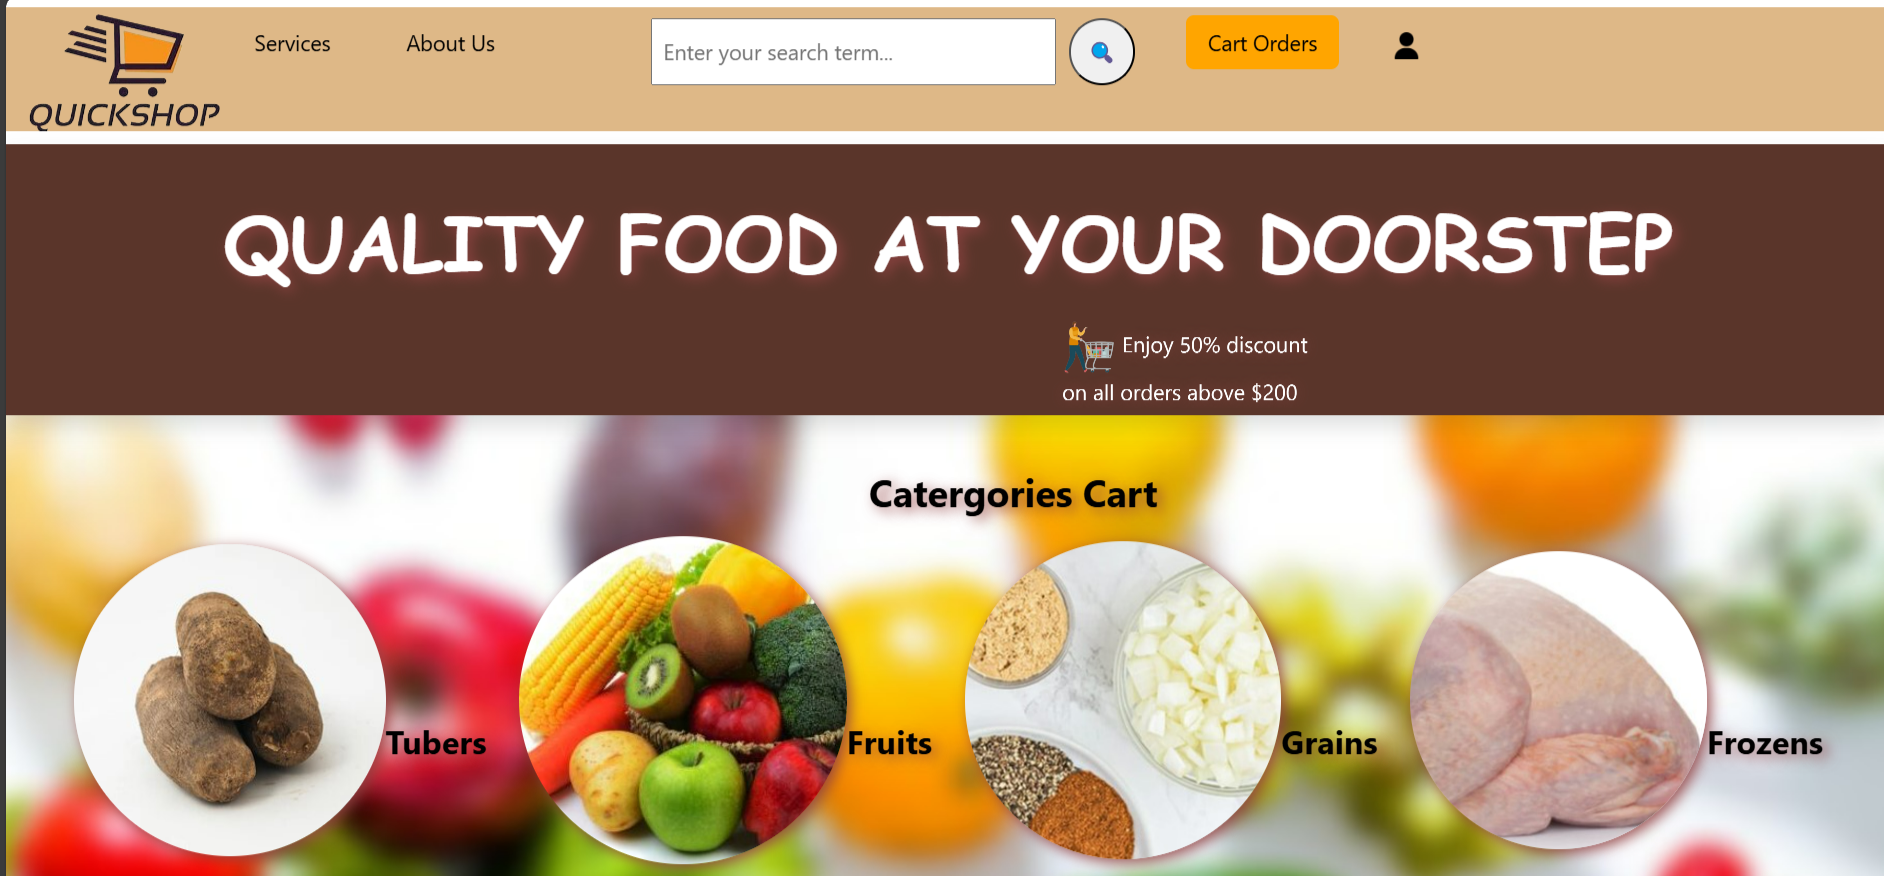 QUICKSHOP
Services
About Us
Enter your search term...
Cart Orders
QUALITY FOOD AT YOUR DOORSTEP
Enjoy 50% discount
on all orders above $200
Catergories Cart
Tubers
Fruits
Grains
Frozens